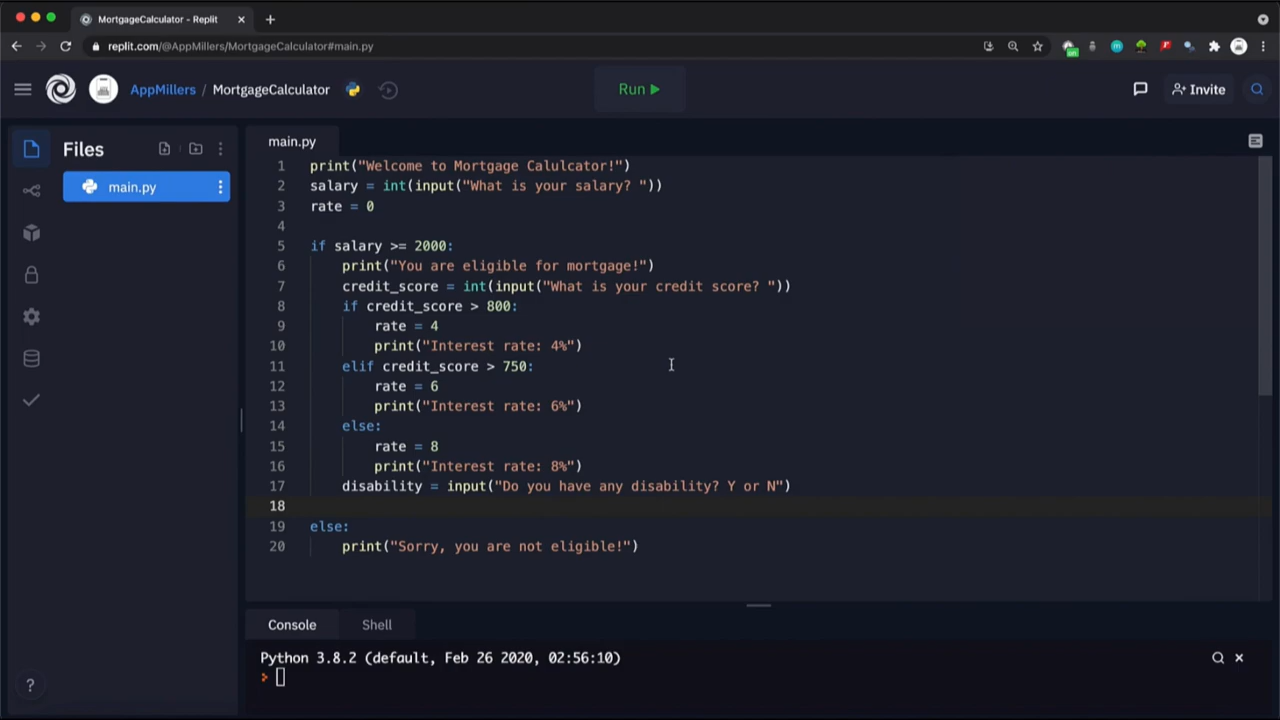 MortgageCalculator - Replit
replit.com/@AppMillers/MortgageCalculator#main.py
AppMillers / MortgageCalculator
Run
Invite
Files
main.py
main.py
1 print("Welcome to Mortgage Calulcator!")
2 salary = int(input("What is your salary? "))
3 rate = 0
4
5 if salary >= 2000:
6 print("You are eligible for mortgage!")
7 credit_score = int(input("What is your credit score? "))
8 if credit_score > 800:
9 rate = 4
10 print("Interest rate: 4%")
11 elif credit_score > 750:
12 rate = 6
13 print("Interest rate: 6%")
14 else:
15 rate = 8
16 print("Interest rate: 8%")
17 disability = input("Do you have any disability? Y or N")
18
19 else:
20 print("Sorry, you are not eligible!")
Console Shell
Python 3.8.2 (default, Feb 26 2020, 02:56:10)